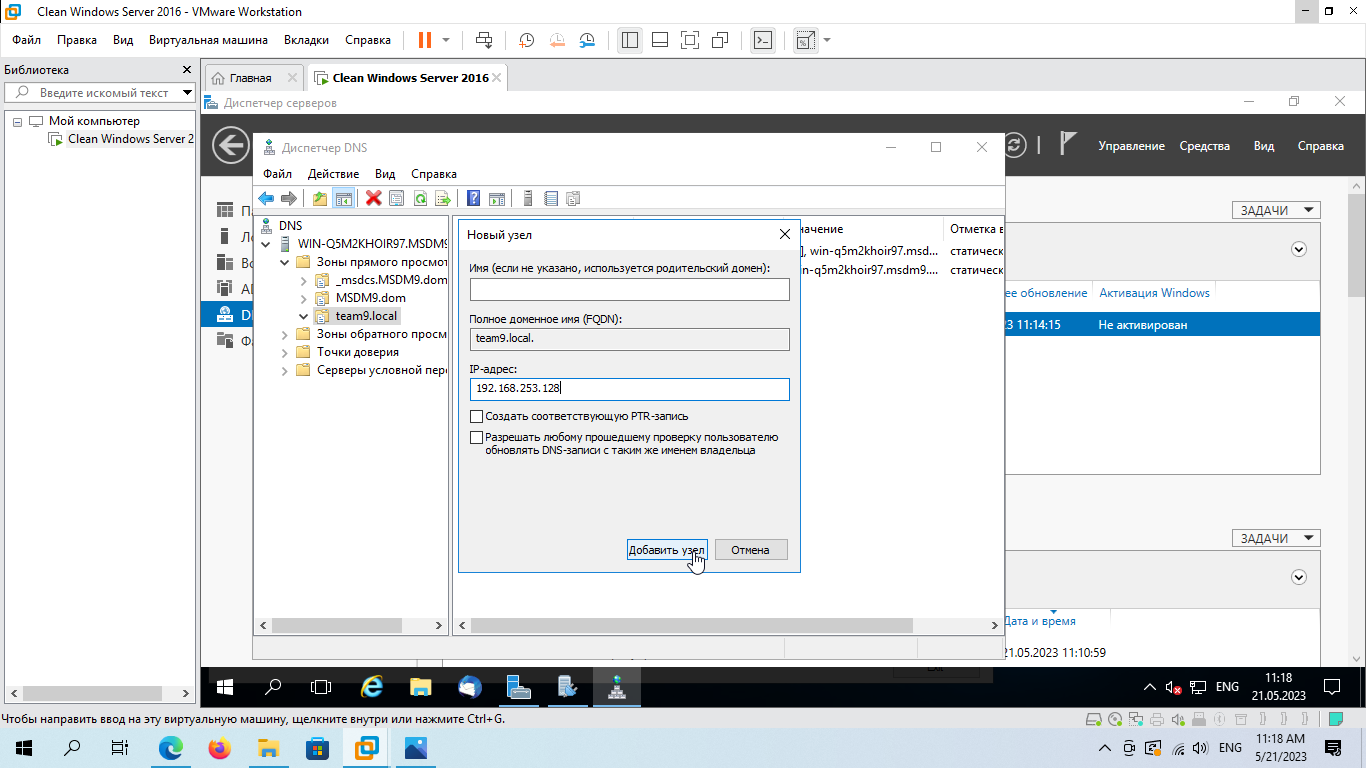 Clean Windows Server 2016 - VMware Workstation
Файл Правка Вид Виртуальная машина Вкладки Справка
Библиотека
Введите искомый текст
Мой компьютер
Clean Windows Server 2
Главная
Clean Windows Server 2016
Диспетчер серверов
Управление Средства Вид Справка
Диспетчер DNS
Файл Действие Вид Справка
DNS
WIN-Q5M2KHOIR97.MSDM9
Зоны прямого просмот
_msdcs.MSDM9.dom
MSDM9.dom
team9.local
Зоны обратного просм
Точки доверия
Серверы условной пер
Новый узел
Имя (если не указано, используется родительский домен):
Полное доменное имя (FQDN):
team9.local.
IP-адрес:
192.168.253.128
Создать соответствующую PTR-запись
Разрешать любому прошедшему проверку пользователю
обновлять DNS-записи с таким же именем владельца
Добавить узел Отмена
начение Отметка в
], win-q5m2khoir97.msd... статическ
in-q5m2khoir97.msdm9.... статическ
ЗАДАЧИ
ее обновление Активация Windows
23 11:14:15 Не активирован
ЗАДАЧИ
Дата и время
21.05.2023 11:10:59
ENG
11:18
21.05.2023
Чтобы направить ввод на эту виртуальную машину, щелкните внутри или нажмите Ctrl+G.
ENG
11:18 AM
5/21/2023